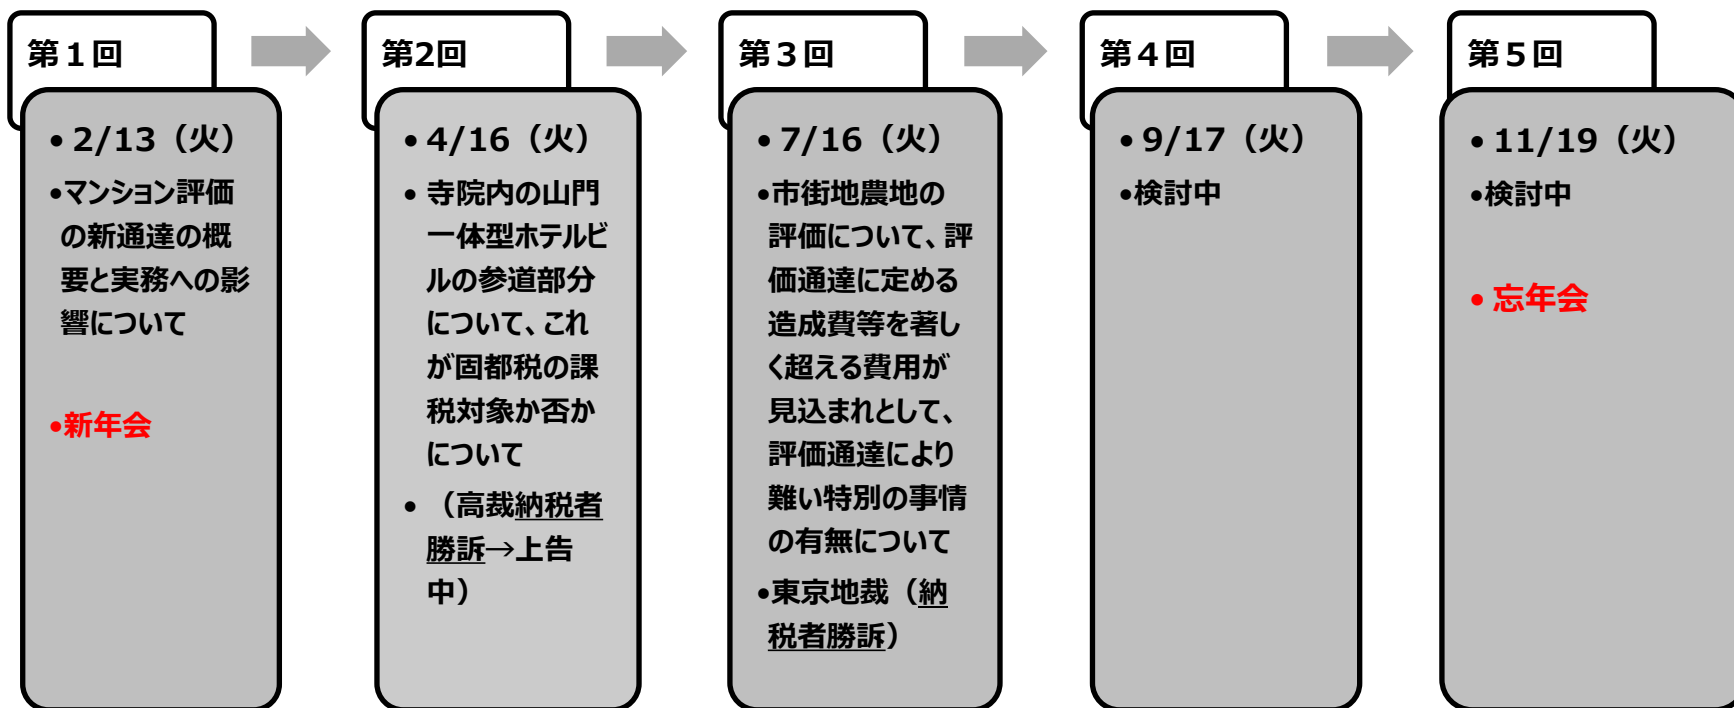 第１回
• 2/13（火）
•マンション評価
の新通達の概
要と実務への影
響について
•新年会
第2回
• 4/16（火）
• 寺院内の山門
一体型ホテルビ
ルの参道部分
について、これ
が固都税の課
税対象か否か
について
• （高裁納税者
勝訴→上告
中）
第３回
• 7/16（火）
•市街地農地の
評価について、評
価通達に定める
造成費等を著し
く超える費用が
見込まれとして、
評価通達により
難い特別の事情
の有無について
•東京地裁（納
税者勝訴）
第４回
• 9/17（火）
•検討中
第５回
• 11/19（火）
•検討中
• 忘年会